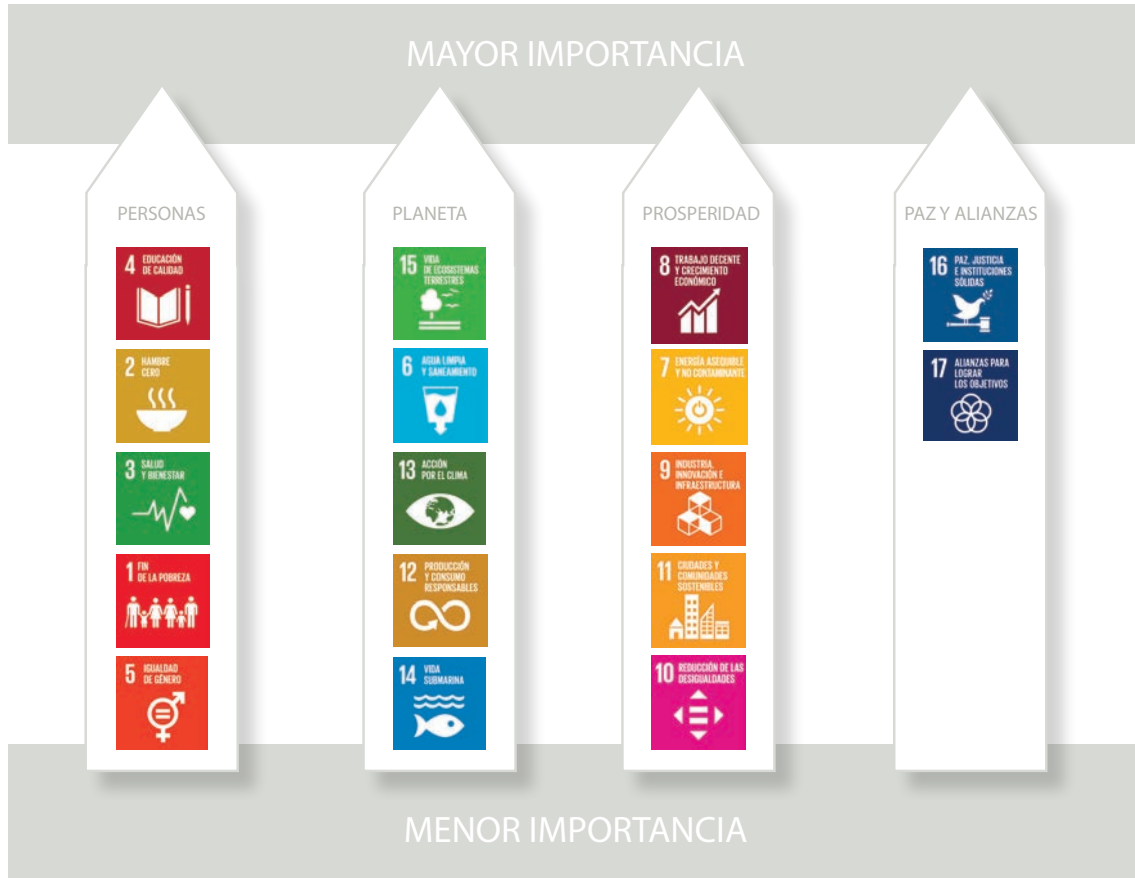 MAYOR IMPORTANCIA
PERSONAS
4 EDUCACIÓN
DE CALIDAD
2 HAMBRE
CERO
3 SALUD
Y BIENESTAR
1 FIN
DE LA POBREZA
5 IGUALDAD
DE GÉNERO
PLANETA
15 VIDA
DE ECOSISTEMAS
TERRESTRES
6 AGUA LIMPIA
Y SANEAMIENTO
13 ACCIÓN
POR EL CLIMA
12 PRODUCCIÓN
Y CONSUMO
RESPONSABLES
14 VIDA
SUBMARINA
PROSPERIDAD
8 TRABAJO DECENTE
Y CRECIMIENTO
ECONÓMICO
7 ENERGÍA ASEQUIBLE
Y NO CONTAMINANTE
9 INDUSTRIA,
INNOVACIÓN E
INFRAESTRUCTURA
11 CIUDADES Y
COMUNIDADES
SOSTENIBLES
10 REDUCCIÓN DE LAS
DESIGUALDADES
PAZ Y ALIANZAS
16 PAZ, JUSTICIA
E INSTITUCIONES
SÓLIDAS
17 ALIANZAS PARA
LOGRAR
LOS OBJETIVOS
MENOR IMPORTANCIA